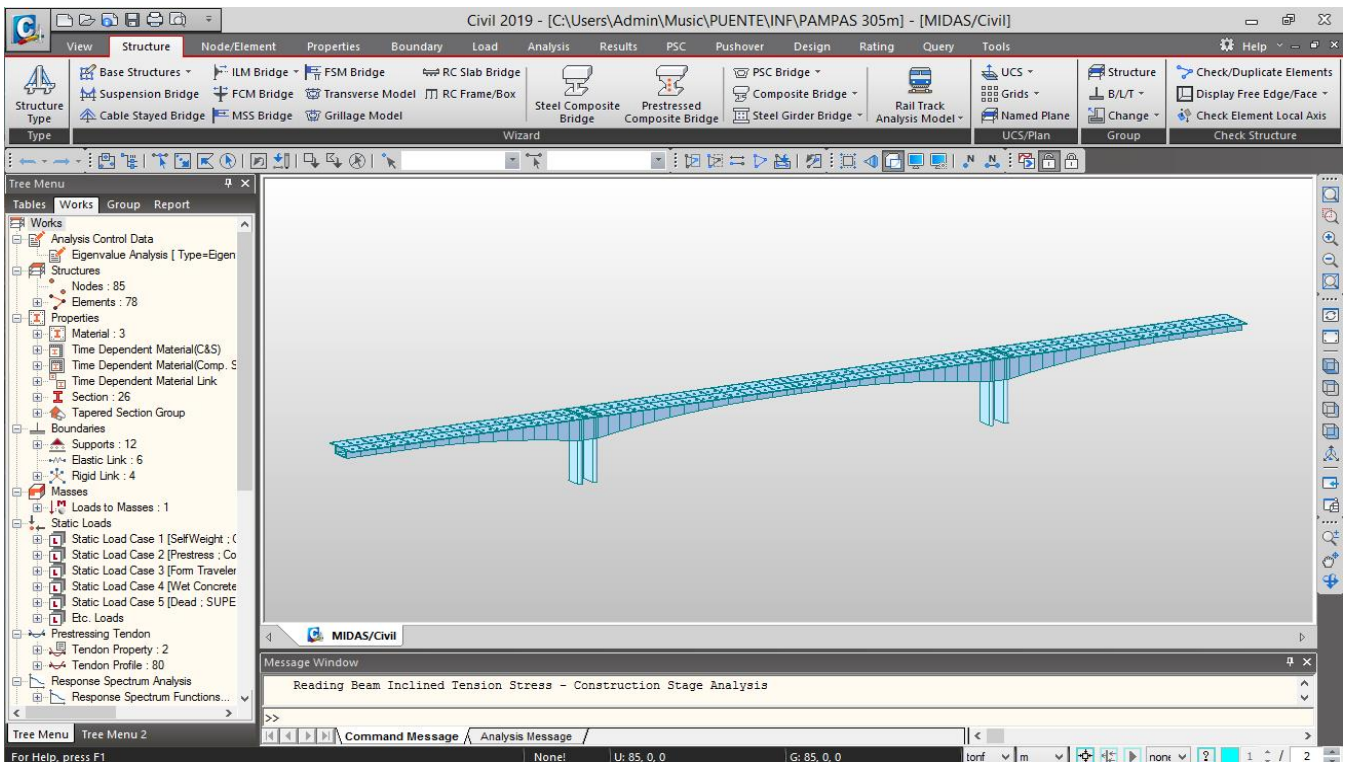 Civil 2019 - [C:\Users\Admin\Music\PUENTE\INF\PAMPAS 305m] - [MIDAS/Civil]
View Structure Node/Element Properties Boundary Load Analysis Results PSC Pushover Design Rating Query Tools Help
Structure Type
Type
Base Structures ILM Bridge FSM Bridge RC Slab Bridge
Suspension Bridge FCM Bridge Transverse Model RC Frame/Box
Cable Stayed Bridge MSS Bridge Grillage Model
Steel Composite Bridge
Prestressed Composite Bridge
PSC Bridge
Composite Bridge
Steel Girder Bridge
Rail Track Analysis Model
Wizard
UCS
Grids
Named Plane
UCS/Plan
Structure
B/L/T
Change
Group
Check/Duplicate Elements
Display Free Edge/Face
Check Element Local Axis
Check Structure
Tree Menu
Tables Works Group Report
Works
Analysis Control Data
Eigenvalue Analysis [ Type=Eigen
Structures
Nodes : 85
Elements : 78
Properties
Material : 3
Time Dependent Material(C&S)
Time Dependent Material(Comp. S
Time Dependent Material Link
Section : 26
Tapered Section Group
Boundaries
Supports : 12
Elastic Link : 6
Rigid Link : 4
Masses
Loads to Masses : 1
Static Loads
Static Load Case 1 [SelfWeight ; C
Static Load Case 2 [Prestress ; Co
Static Load Case 3 [Form Traveler
Static Load Case 4 [Wet Concrete
Static Load Case 5 [Dead ; SUPE
Etc. Loads
Prestressing Tendon
Tendon Property : 2
Tendon Profile : 80
Response Spectrum Analysis
Response Spectrum Functions...
Tree Menu Tree Menu 2
MIDAS/Civil
Message Window
Reading Beam Inclined Tension Stress - Construction Stage Analysis
>>
Command Message Analysis Message
For Help, press F1 None! U: 85, 0, 0 G: 85, 0, 0 tonf m none ? 1 / 2